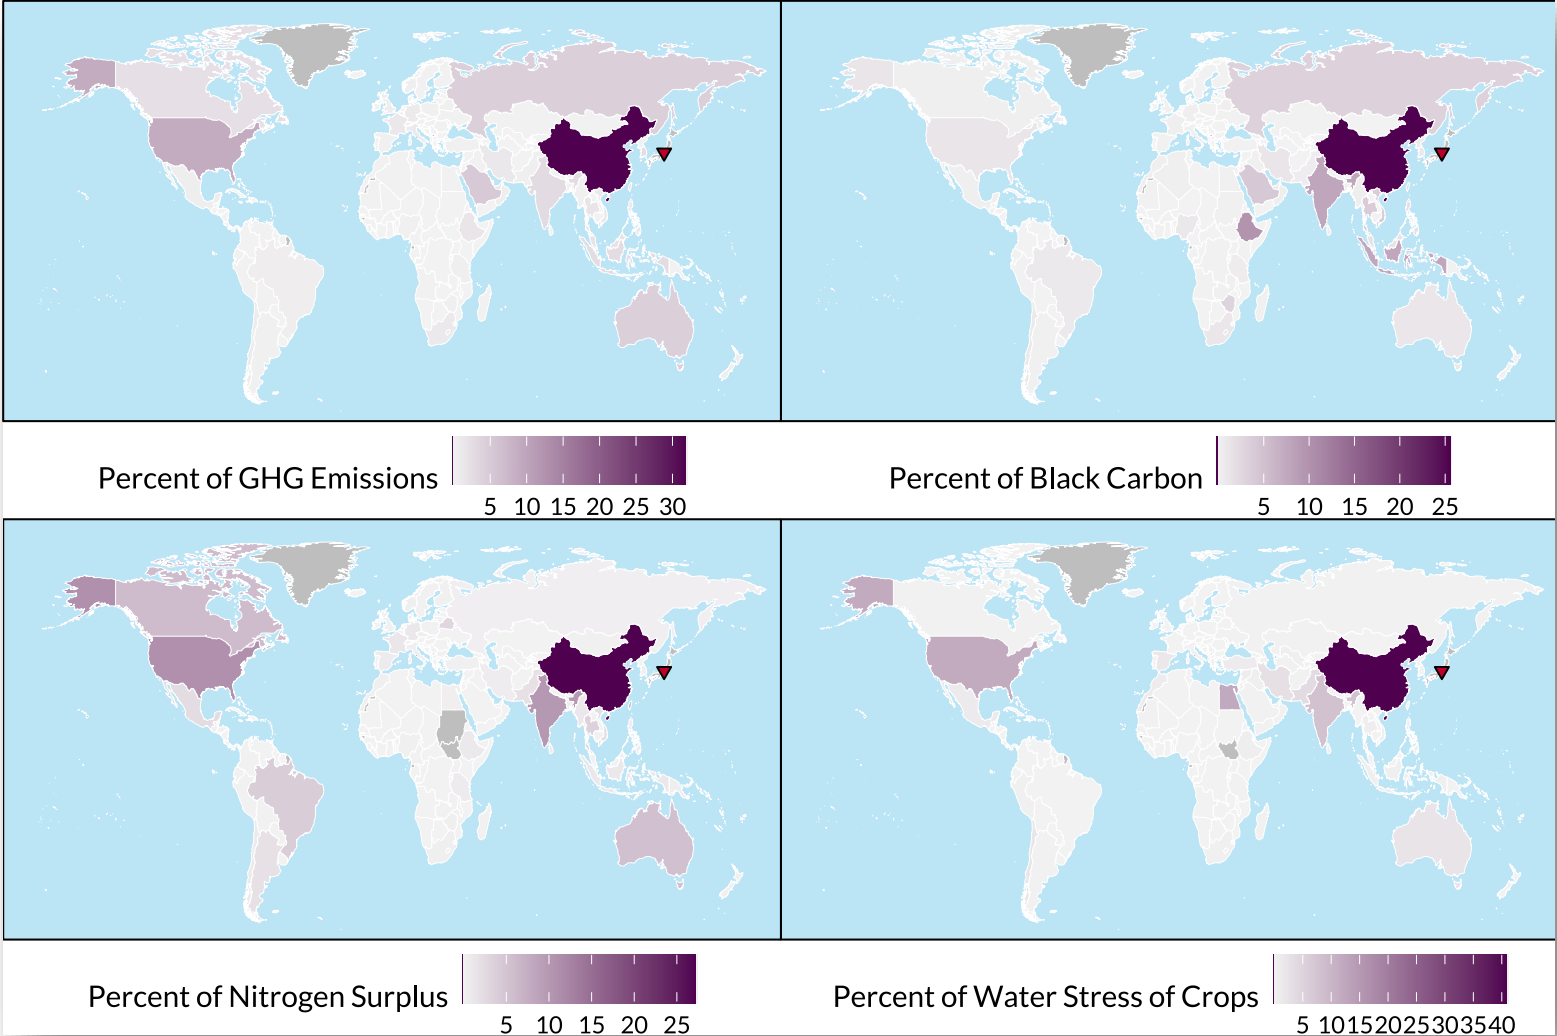 Percent of GHG Emissions
5 10 15 20 25 30
Percent of Black Carbon
5 10 15 20 25
Percent of Nitrogen Surplus
5 10 15 20 25
Percent of Water Stress of Crops
5 10 15 20 25 30 35 40